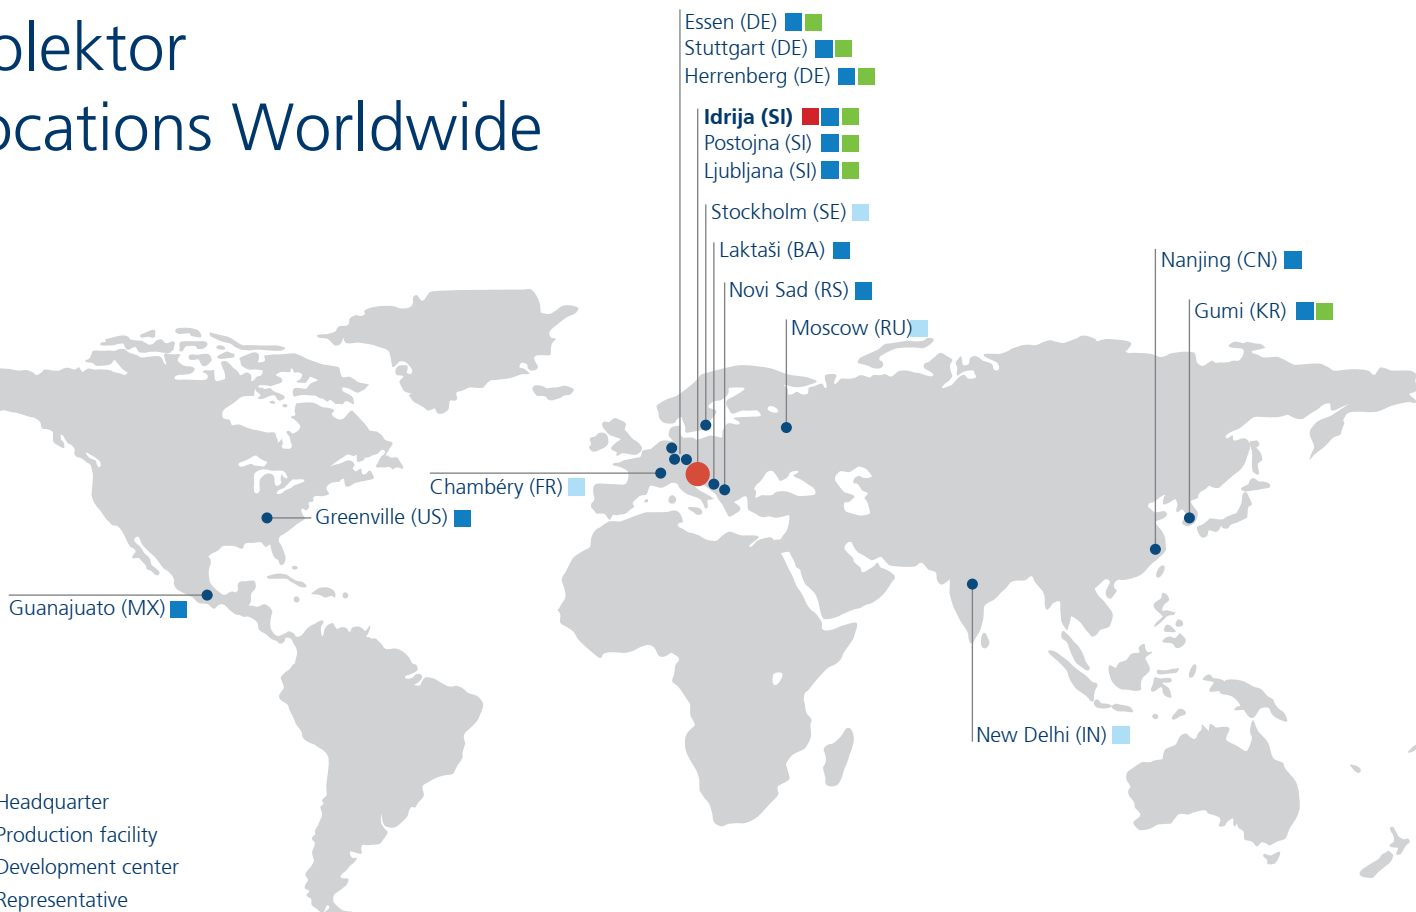 olektor
ocations Worldwide
Essen (DE)
Stuttgart (DE)
Herrenberg (DE)
Idrija (SI)
Postojna (SI)
Ljubljana (SI)
Stockholm (SE)
Laktaši (BA)
Novi Sad (RS)
Moscow (RU)
Nanjing (CN)
Gumi (KR)
Chambéry (FR)
Greenville (US)
Guanajuato (MX)
New Delhi (IN)
Headquarter
Production facility
Development center
Representative